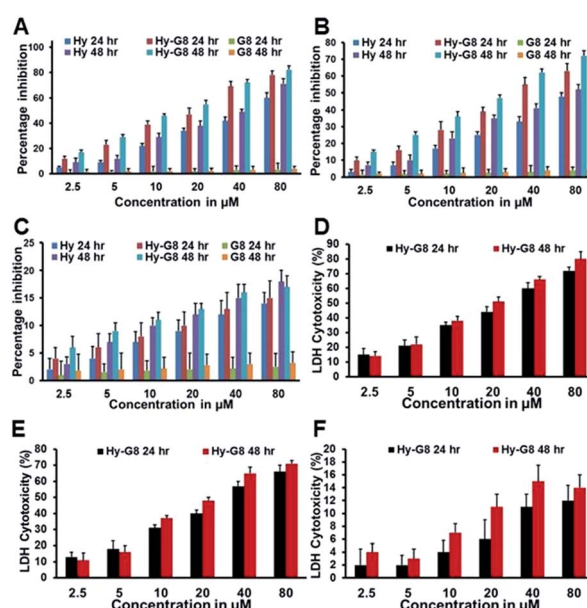 A
Hy 24 hr Hy-G8 24 hr G8 24 hr
Hy 48 hr Hy-G8 48 hr G8 48 hr
Percentage inhibition
100
80
60
40
20
0
2.5 5 10 20 40 80
Concentration in µM
B
Hy 24 hr Hy-G8 24 hr G8 24 hr
Hy 48 hr Hy-G8 48 hr G8 48 hr
Percentage inhibition
80
70
60
50
40
30
20
10
0
2.5 5 10 20 40 80
Concentration in µM
C
Hy 24 hr Hy-G8 24 hr G8 24 hr
Hy 48 hr Hy-G8 48 hr G8 48 hr
Percentage inhibition
25
20
15
10
5
0
2.5 5 10 20 40 80
Concentration in µM
D
Hy-G8 24 hr Hy-G8 48 hr
LDH Cytotoxicity (%)
90
80
70
60
50
40
30
20
10
0
2.5 5 10 20 40 80
Concentration in µM
E
Hy-G8 24 hr Hy-G8 48 hr
LDH Cytotoxicity (%)
80
70
60
50
40
30
20
10
0
2.5 5 10 20 40 80
Concentration in µM
F
Hy-G8 24 hr Hy-G8 48 hr
LDH Cytotoxicity (%)
20
18
16
14
12
10
8
6
4
2
0
2.5 5 10 20 40 80
Concentration in µM